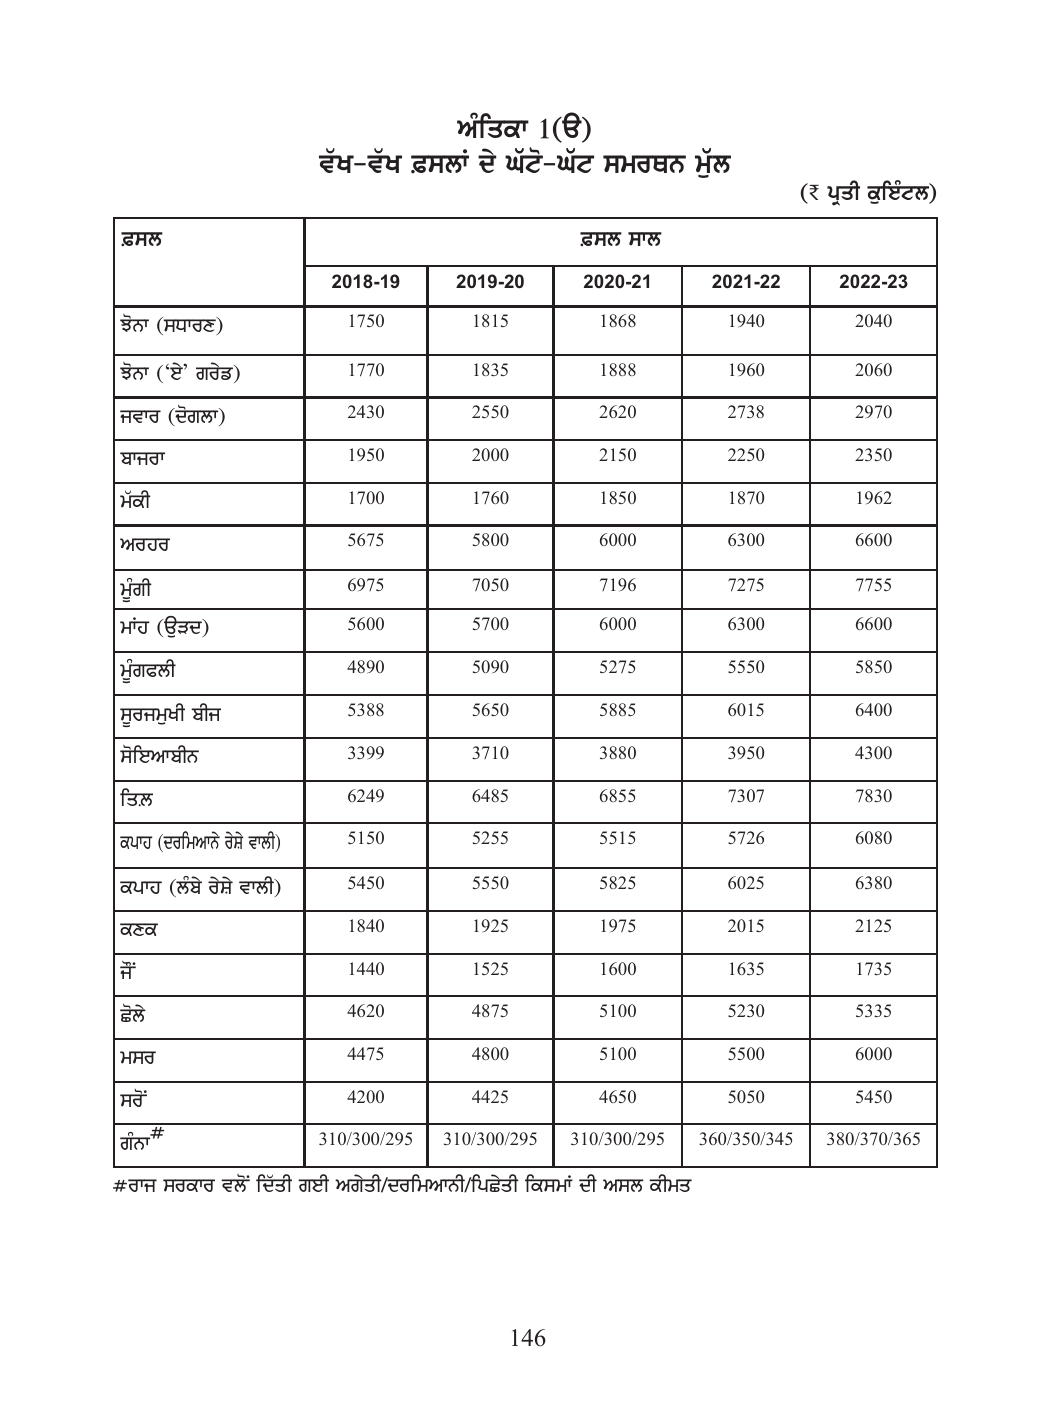 ਅੰਤਿਕਾ 1(ੳ)
ਵੱਖ-ਵੱਖ ਫ਼ਸਲਾਂ ਦੇ ਘੱਟੋ-ਘੱਟ ਸਮਰਥਨ ਮੁੱਲ
(₹ ਪ੍ਰਤੀ ਕੁਇੰਟਲ)
ਫ਼ਸਲ ਫ਼ਸਲ ਸਾਲ
2018-19 2019-20 2020-21 2021-22 2022-23
ਝੋਨਾ (ਸਧਾਰਣ) 1750 1815 1868 1940 2040
ਝੋਨਾ (‘ਏ’ ਗਰੇਡ) 1770 1835 1888 1960 2060
ਜਵਾਰ (ਦੋਗਲਾ) 2430 2550 2620 2738 2970
ਬਾਜਰਾ 1950 2000 2150 2250 2350
ਮੱਕੀ 1700 1760 1850 1870 1962
ਅਰਹਰ 5675 5800 6000 6300 6600
ਮੂੰਗੀ 6975 7050 7196 7275 7755
ਮਾਂਹ (ਉੜਦ) 5600 5700 6000 6300 6600
ਮੂੰਗਫਲੀ 4890 5090 5275 5550 5850
ਸੂਰਜਮੁਖੀ ਬੀਜ 5388 5650 5885 6015 6400
ਸੋਇਆਬੀਨ 3399 3710 3880 3950 4300
ਤਿਲ਼ 6249 6485 6855 7307 7830
ਕਪਾਹ (ਦਰਮਿਆਨੇ ਰੇਸ਼ੇ ਵਾਲੀ) 5150 5255 5515 5726 6080
ਕਪਾਹ (ਲੰਬੇ ਰੇਸ਼ੇ ਵਾਲੀ) 5450 5550 5825 6025 6380
ਕਣਕ 1840 1925 1975 2015 2125
ਜੌਂ 1440 1525 1600 1635 1735
ਛੋਲੇ 4620 4875 5100 5230 5335
ਮਸਰ 4475 4800 5100 5500 6000
ਸਰੋਂ 4200 4425 4650 5050 5450
ਗੰਨਾ# 310/300/295 310/300/295 310/300/295 360/350/345 380/370/365
#ਰਾਜ ਸਰਕਾਰ ਵਲੋਂ ਦਿੱਤੀ ਗਈ ਅਗੇਤੀ/ਦਰਮਿਆਨੀ/ਪਿਛੇਤੀ ਕਿਸਮਾਂ ਦੀ ਅਸਲ ਕੀਮਤ
146